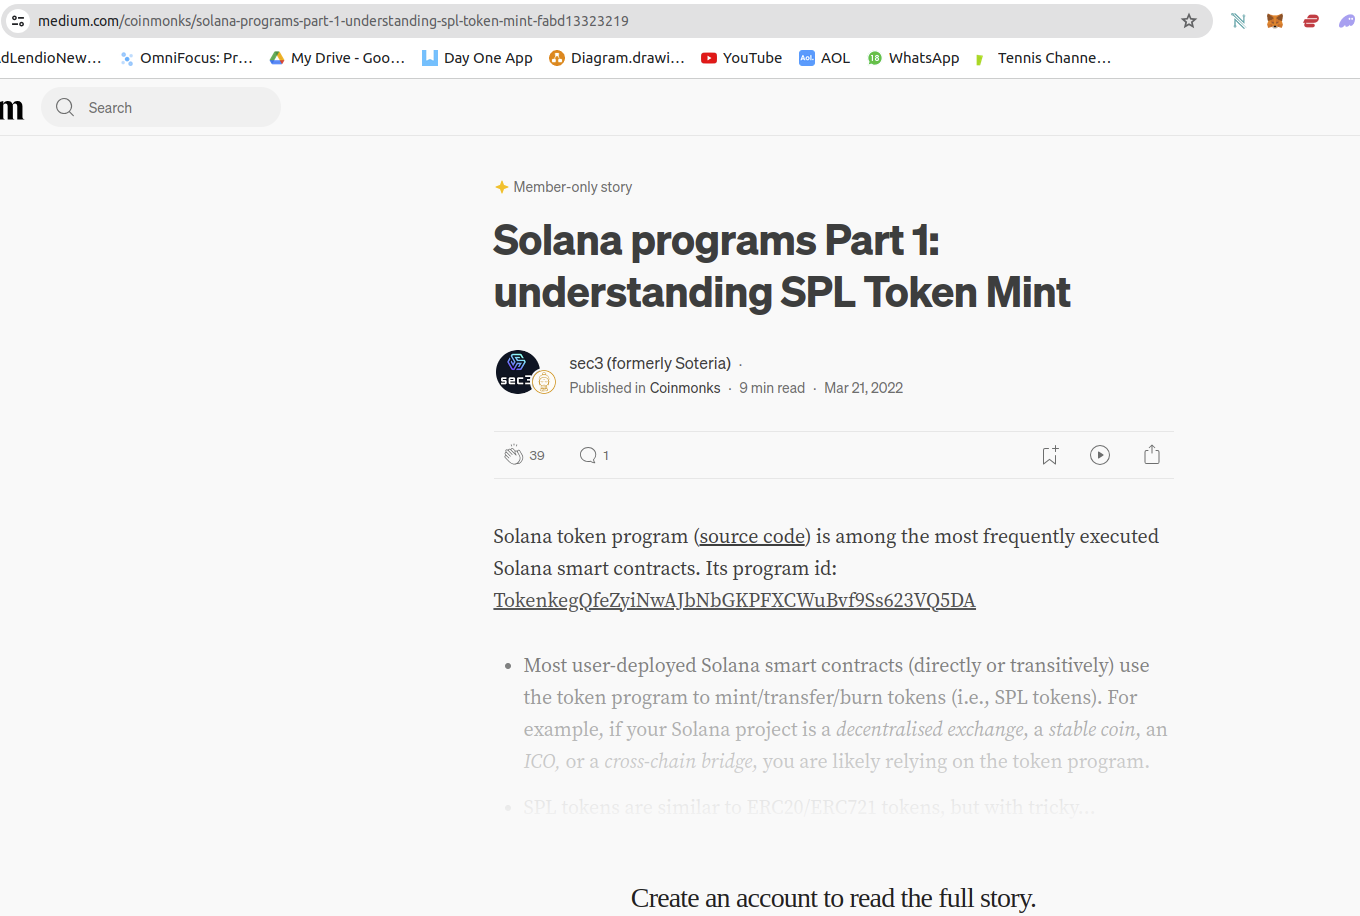 medium.com/coinmonks/solana-programs-part-1-understanding-spl-token-mint-fabd13323219
dLendioNew... OmniFocus: Pr... My Drive - Goo... Day One App Diagram.drawi... YouTube Aol. AOL 18 WhatsApp Tennis Channe...
m Search
Member-only story
Solana programs Part 1:
understanding SPL Token Mint
sec3
sec3 (formerly Soteria) ·
Published in Coinmonks · 9 min read · Mar 21, 2022
39 1
Solana token program (source code) is among the most frequently executed
Solana smart contracts. Its program id:
TokenkegQfeZyiNwAJbNbGKPFXCWuBvf9Ss623VQ5DA
• Most user-deployed Solana smart contracts (directly or transitively) use
the token program to mint/transfer/burn tokens (i.e., SPL tokens). For
example, if your Solana project is a decentralised exchange, a stable coin, an
ICO, or a cross-chain bridge, you are likely relying on the token program.
• SPL tokens are similar to ERC20/ERC721 tokens, but with tricky...
Create an account to read the full story.